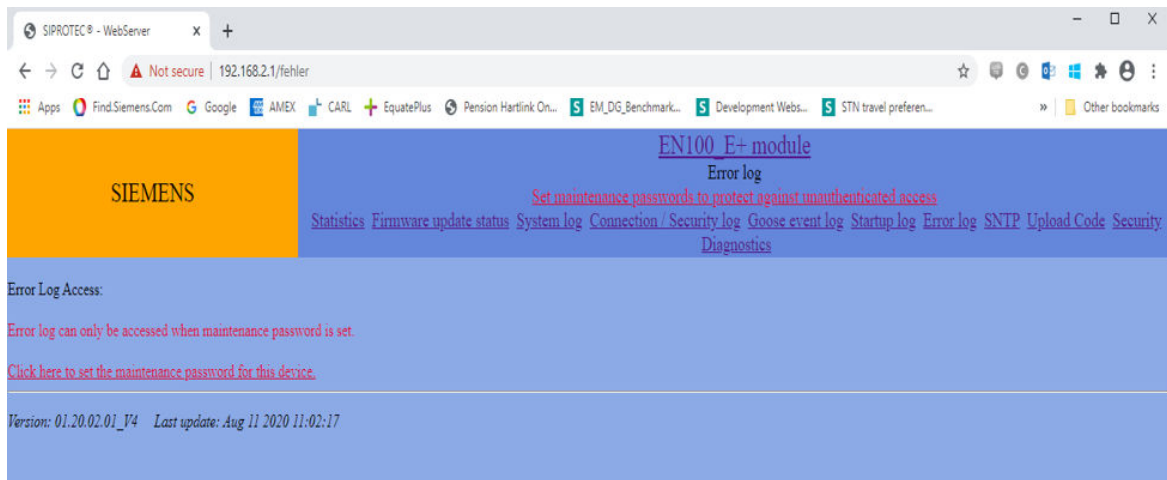 SIPROTEC® - WebServer
Not secure | 192.168.2.1/fehler
Apps Find.Siemens.Com Google AMEX CARL EquatePlus Pension Hartlink On... EM_DG_Benchmark... Development Webs... STN travel preferen... » Other bookmarks
EN100_E+ module
Error log
SIEMENS
Set maintenance passwords to protect against unauthenticated access
Statistics Firmware update status System log Connection / Security log Goose event log Startup log Error log SNTP Upload Code Security
Diagnostics
Error Log Access:
Error log can only be accessed when maintenance password is set.
Click here to set the maintenance password for this device.
Version: 01.20.02.01_V4 Last update: Aug 11 2020 11:02:17